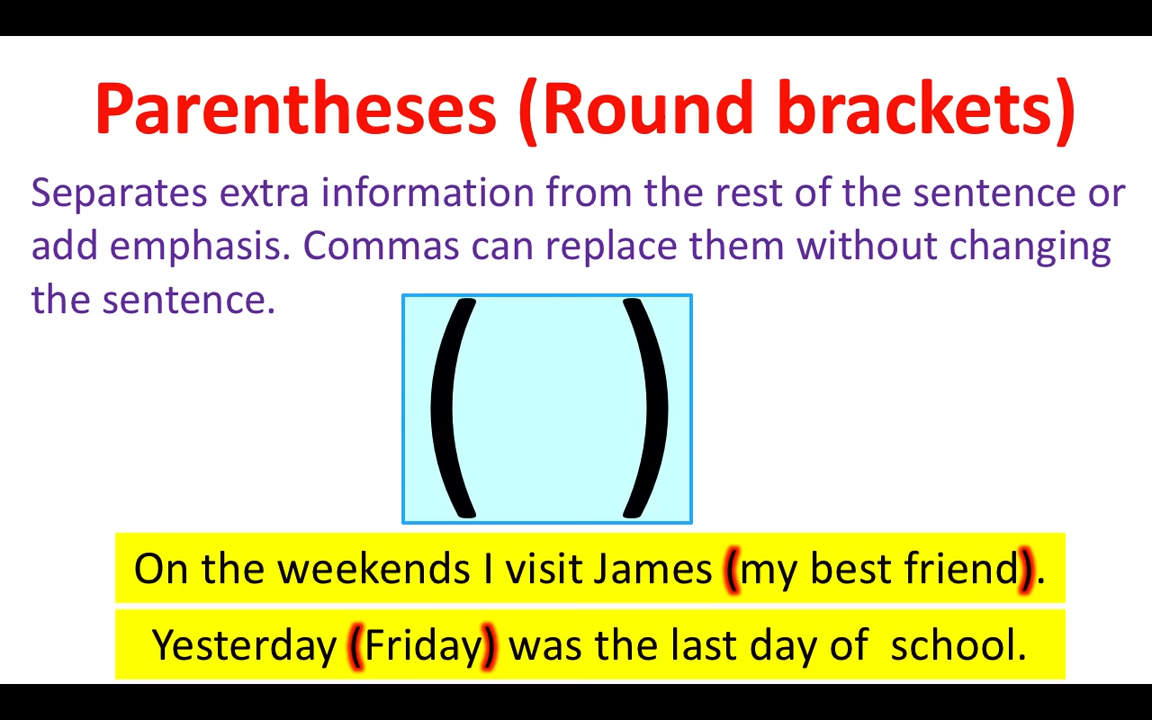 Parentheses (Round brackets)
Separates extra information from the rest of the sentence or
add emphasis. Commas can replace them without changing
the sentence.
( )
On the weekends I visit James (my best friend).
Yesterday (Friday) was the last day of  school.